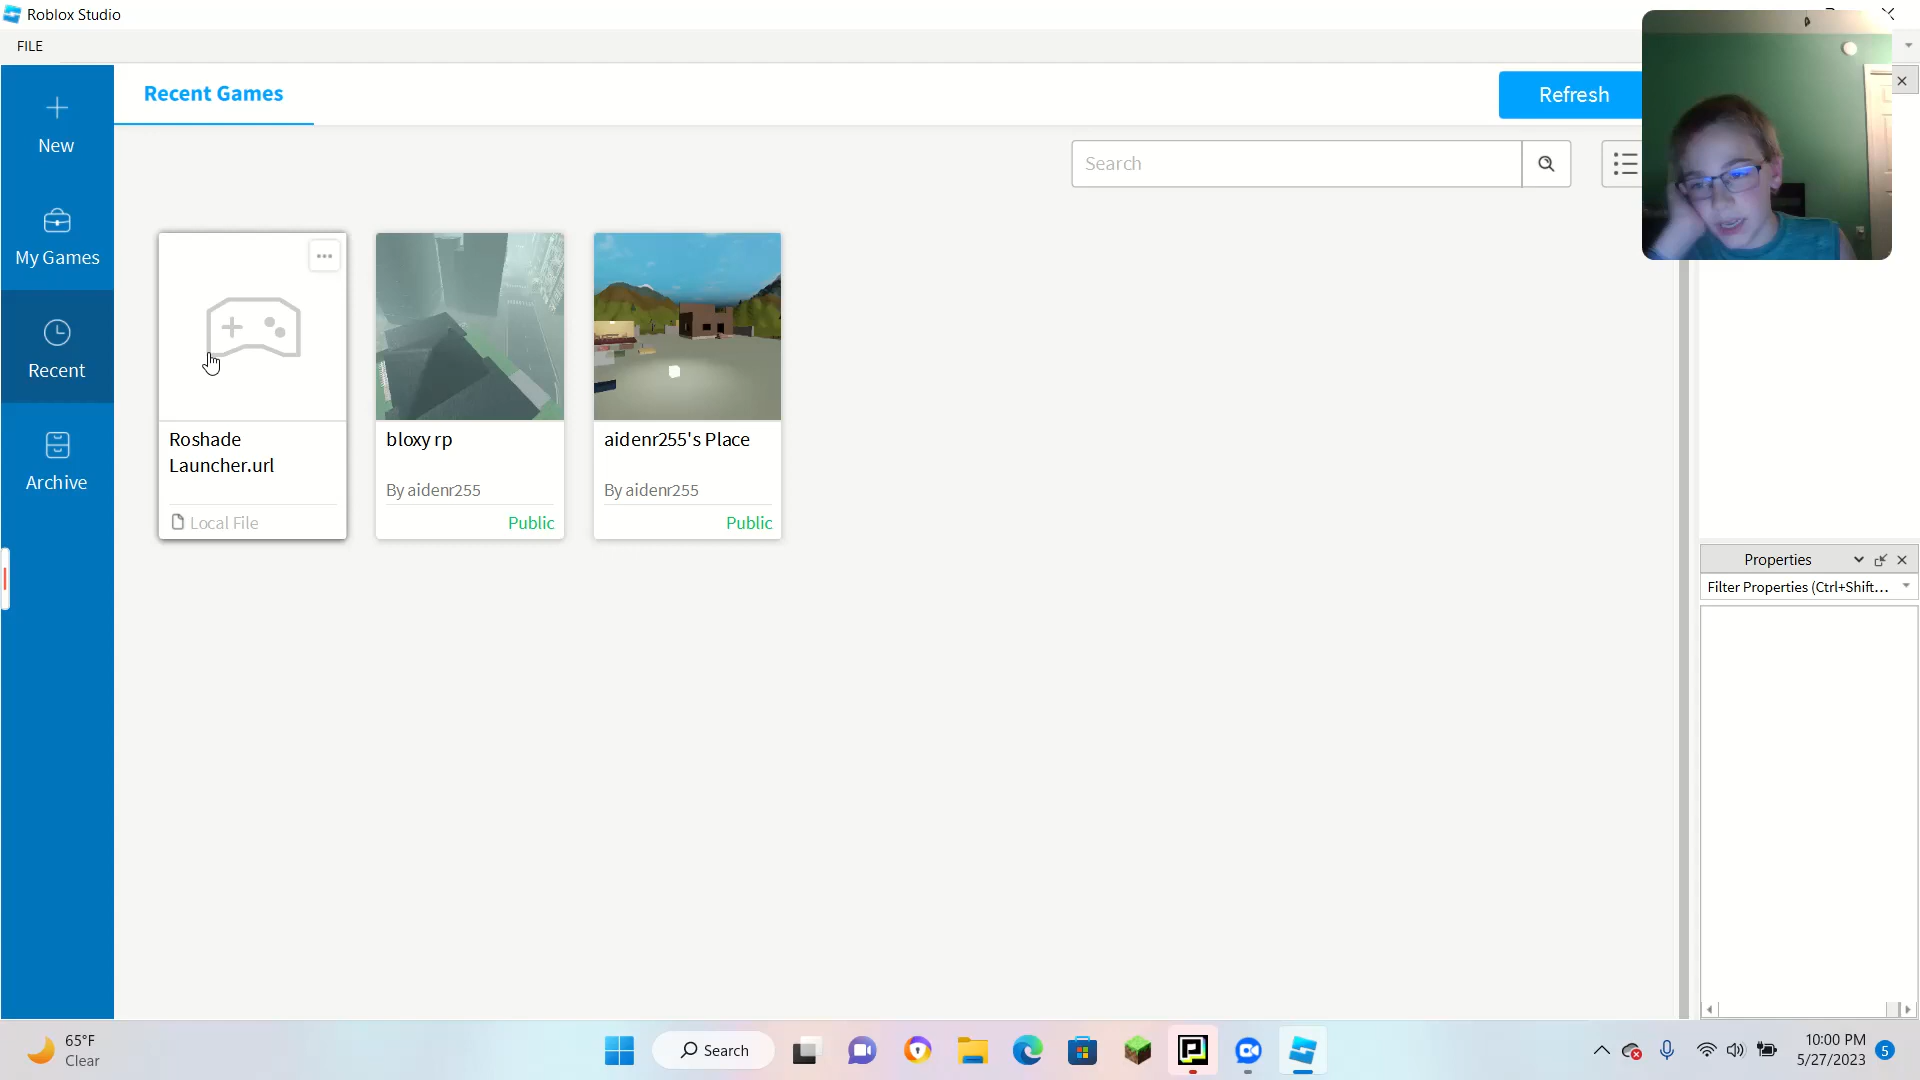 Roblox Studio
FILE
New
My Games
Recent
Archive
Recent Games
Refresh
Search
Roshade
Launcher.url
Local File
bloxy rp
By aidenr255
Public
aidenr255's Place
By aidenr255
Public
Properties
Filter Properties (Ctrl+Shift...
65°F
Clear
Search
10:00 PM
5/27/2023
5